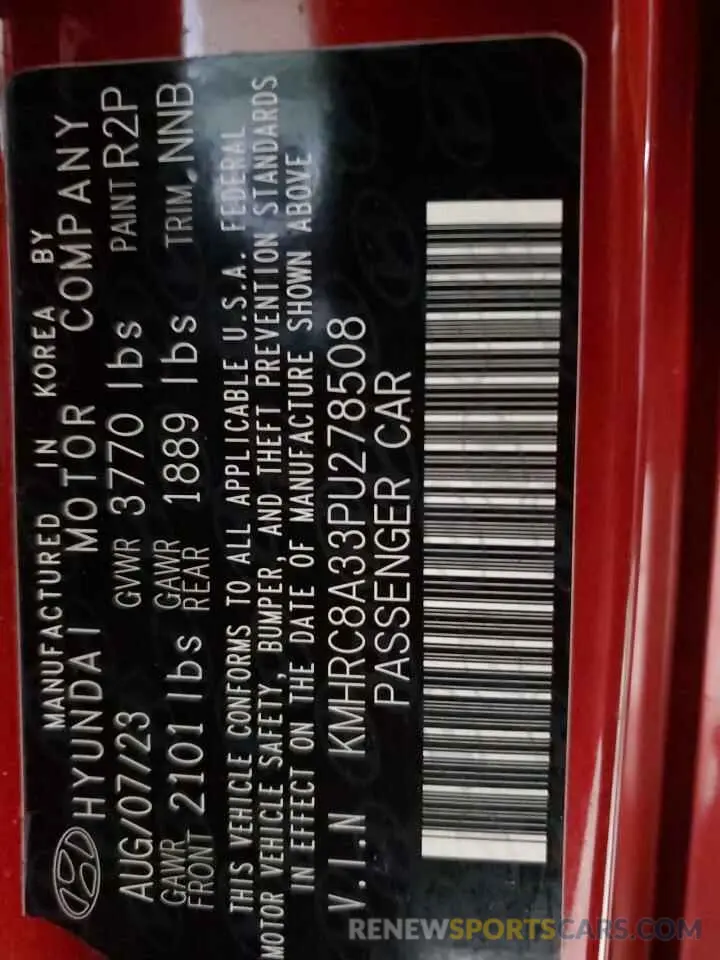 MANUFACTURED IN KOREA BY
HYUNDAI MOTOR COMPANY
AUG/07/23 GVWR 3770 lbs PAINT R2P
GAWR FRONT 2101 lbs GAWR REAR 1889 lbs TRIM. NNB
THIS VEHICLE CONFORMS TO ALL APPLICABLE U.S.A. FEDERAL
MOTOR VEHICLE SAFETY, BUMPER, AND THEFT PREVENTION STANDARDS
IN EFFECT ON THE DATE OF MANUFACTURE SHOWN ABOVE
V.I.N KMHRC8A33PU278508
PASSENGER CAR
RENEWSPORTSCARS.COM